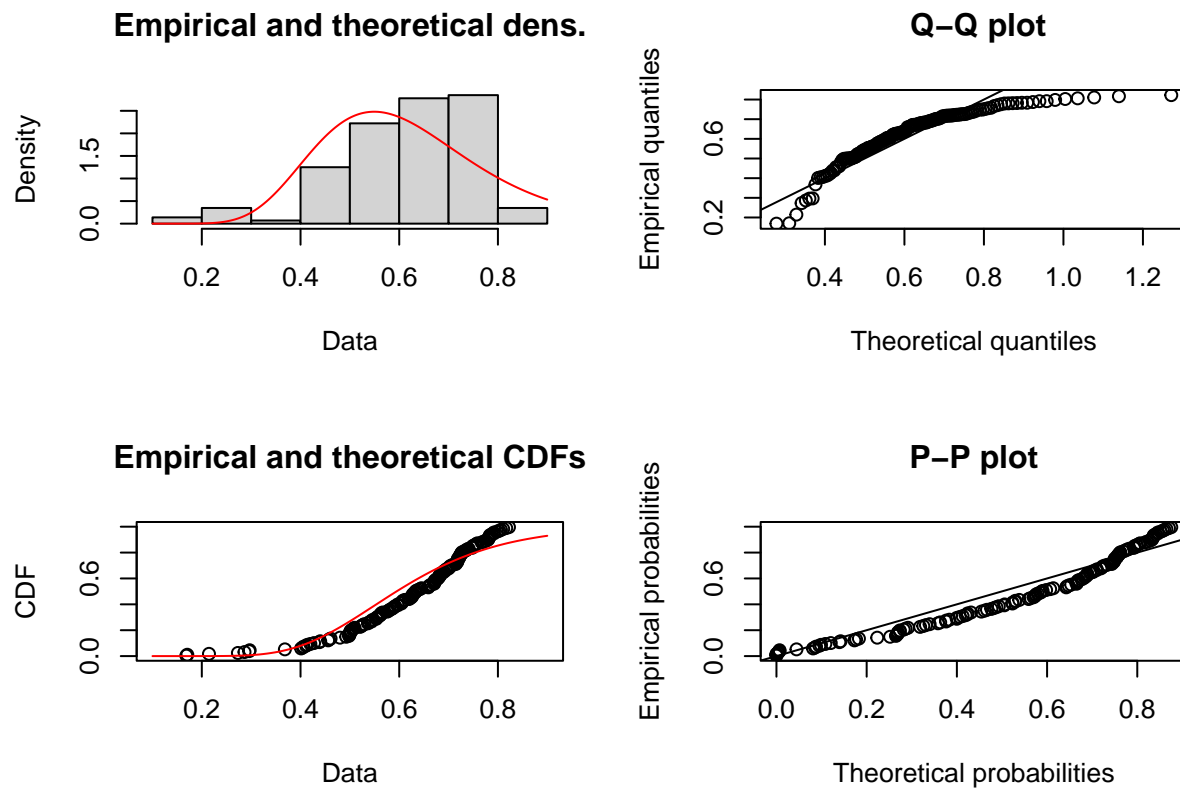 Empirical and theoretical dens.
Density
0.0 1.5
0.2 0.4 0.6 0.8
Data
Q−Q plot
Empirical quantiles
0.2 0.6
0.4 0.6 0.8 1.0 1.2
Theoretical quantiles
Empirical and theoretical CDFs
CDF
0.0 0.6
0.2 0.4 0.6 0.8
Data
P−P plot
Empirical probabilities
0.0 0.6
0.0 0.2 0.4 0.6 0.8
Theoretical probabilities